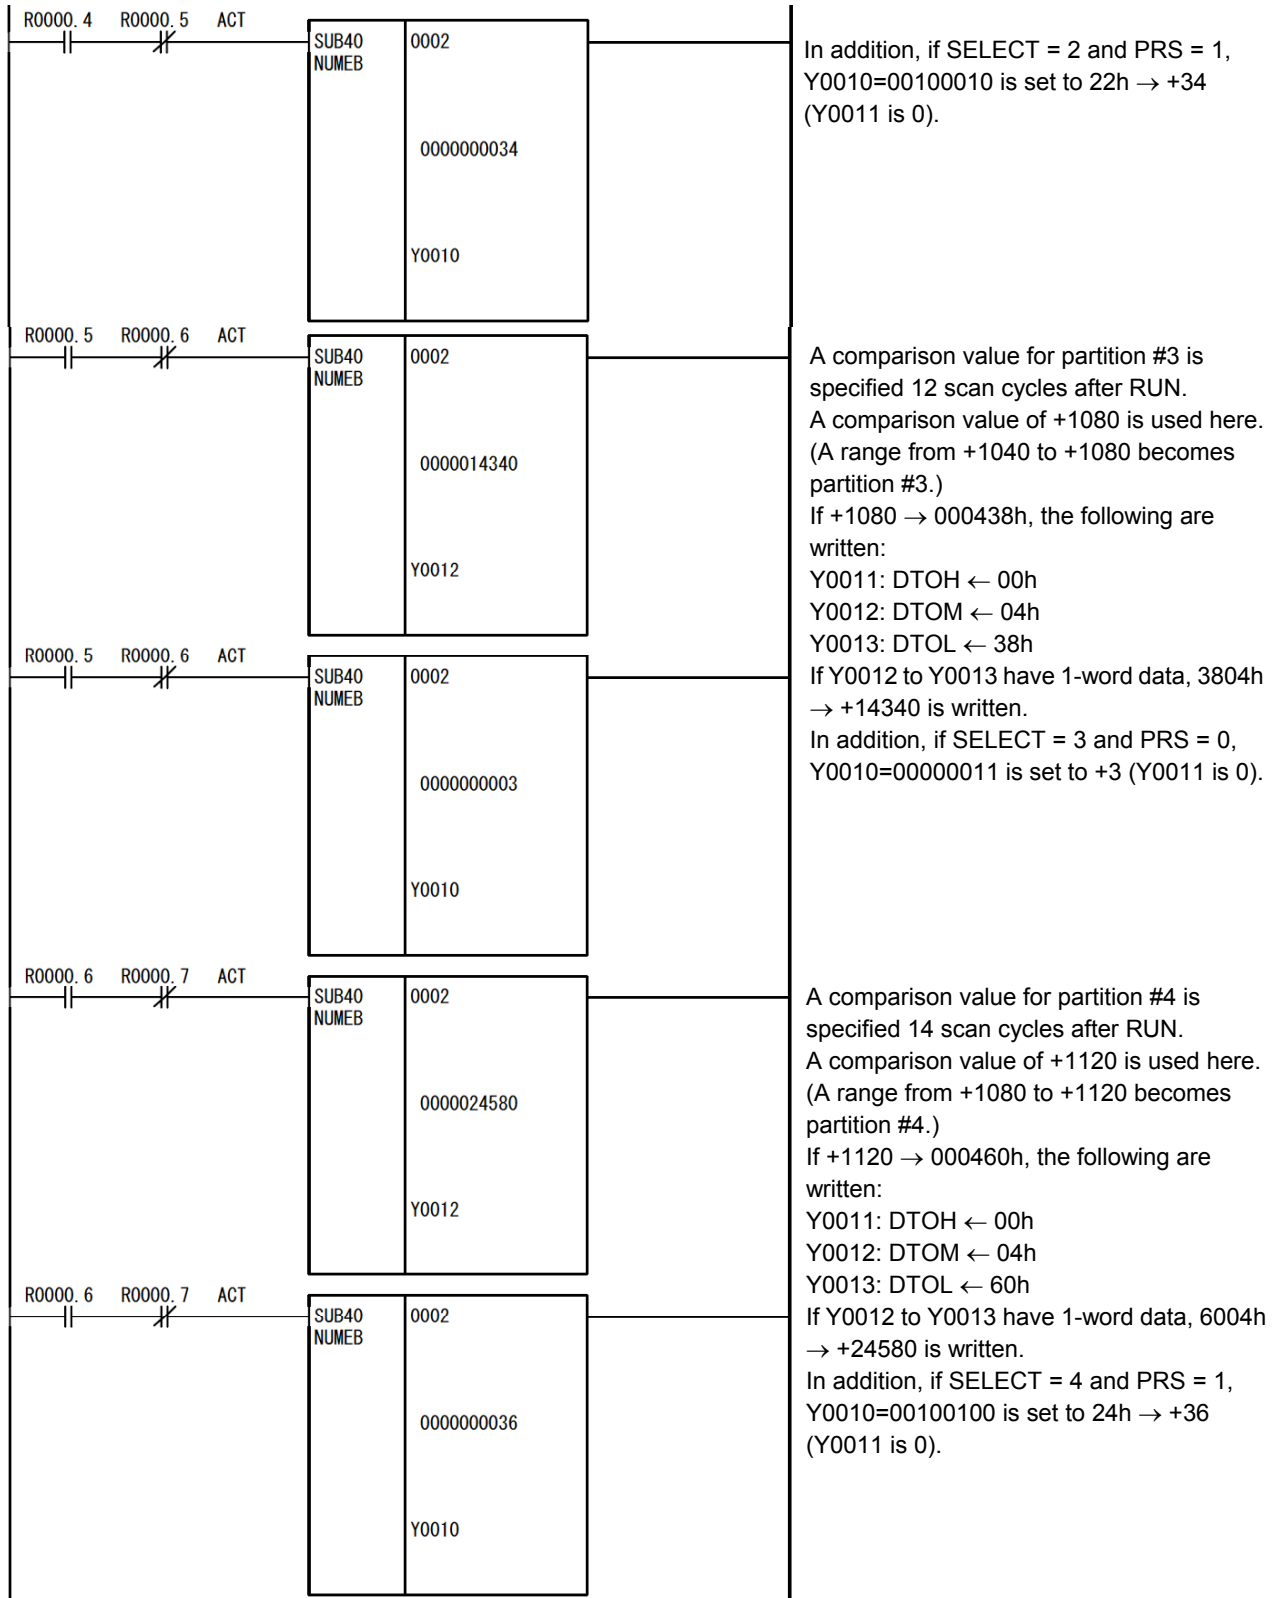 R0000. 4 R0000. 5 ACT
SUB40 0002
NUMEB
0000000034
Y0010
In addition, if SELECT = 2 and PRS = 1,
Y0010=00100010 is set to 22h → +34
(Y0011 is 0).
R0000. 5 R0000. 6 ACT
SUB40 0002
NUMEB
0000014340
Y0012
R0000. 5 R0000. 6 ACT
SUB40 0002
NUMEB
0000000003
Y0010
A comparison value for partition #3 is
specified 12 scan cycles after RUN.
A comparison value of +1080 is used here.
(A range from +1040 to +1080 becomes
partition #3.)
If +1080 → 000438h, the following are
written:
Y0011: DTOH ← 00h
Y0012: DTOM ← 04h
Y0013: DTOL ← 38h
If Y0012 to Y0013 have 1-word data, 3804h
→ +14340 is written.
In addition, if SELECT = 3 and PRS = 0,
Y0010=00000011 is set to +3 (Y0011 is 0).
R0000. 6 R0000. 7 ACT
SUB40 0002
NUMEB
0000024580
Y0012
R0000. 6 R0000. 7 ACT
SUB40 0002
NUMEB
0000000036
Y0010
A comparison value for partition #4 is
specified 14 scan cycles after RUN.
A comparison value of +1120 is used here.
(A range from +1080 to +1120 becomes
partition #4.)
If +1120 → 000460h, the following are
written:
Y0011: DTOH ← 00h
Y0012: DTOM ← 04h
Y0013: DTOL ← 60h
If Y0012 to Y0013 have 1-word data, 6004h
→ +24580 is written.
In addition, if SELECT = 4 and PRS = 1,
Y0010=00100100 is set to 24h → +36
(Y0011 is 0).